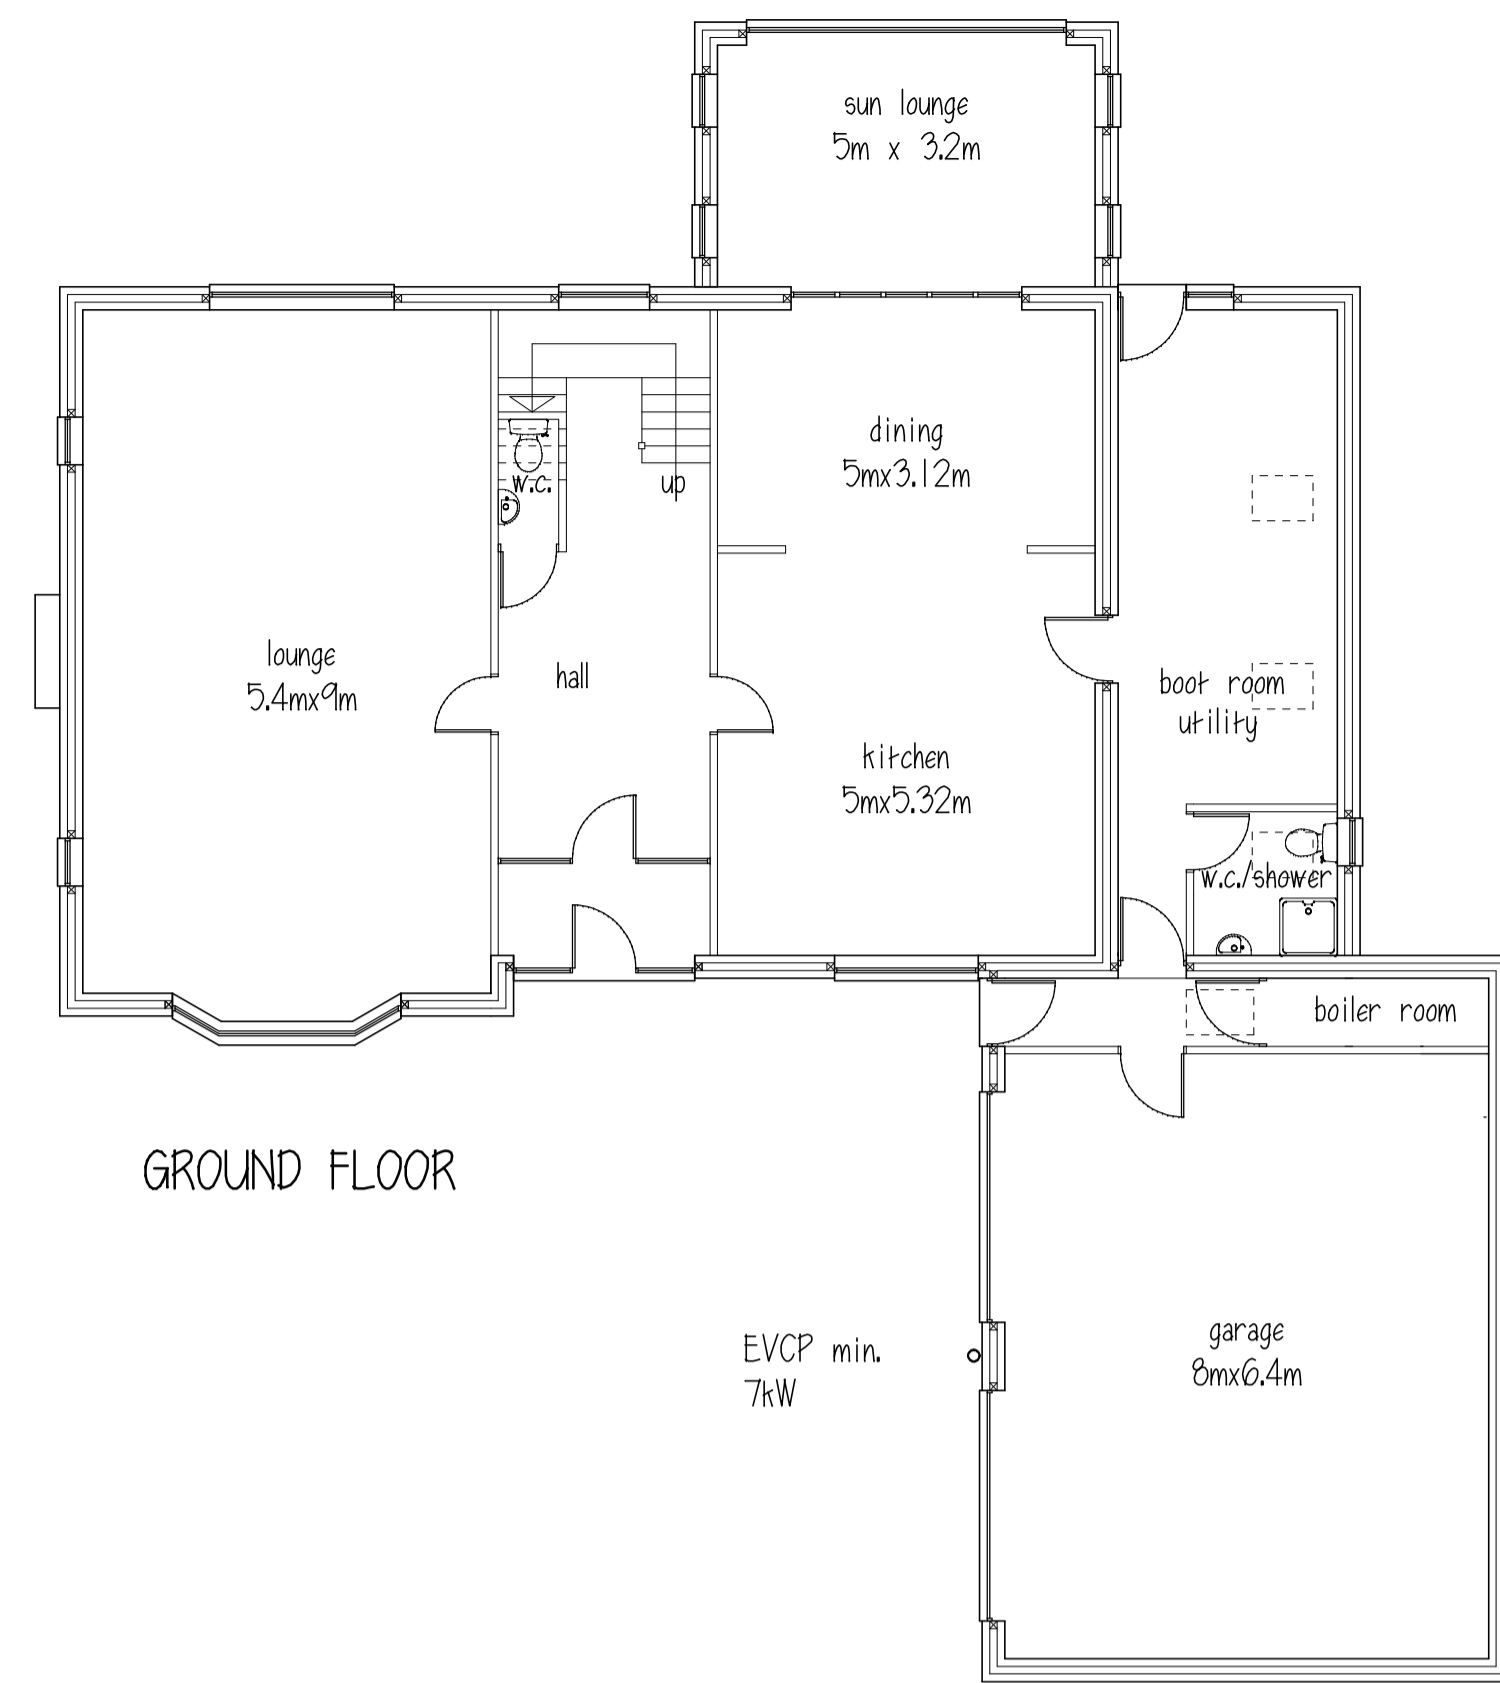 sun lounge
5m x 3.2m
dining
5mx3.12m
w.c.
up
lounge
5.4mx9m
hall
boot room
utility
kitchen
5mx5.32m
w.c./shower
boiler room
GROUND FLOOR
EVCP min.
7kW
garage
8mx6.4m